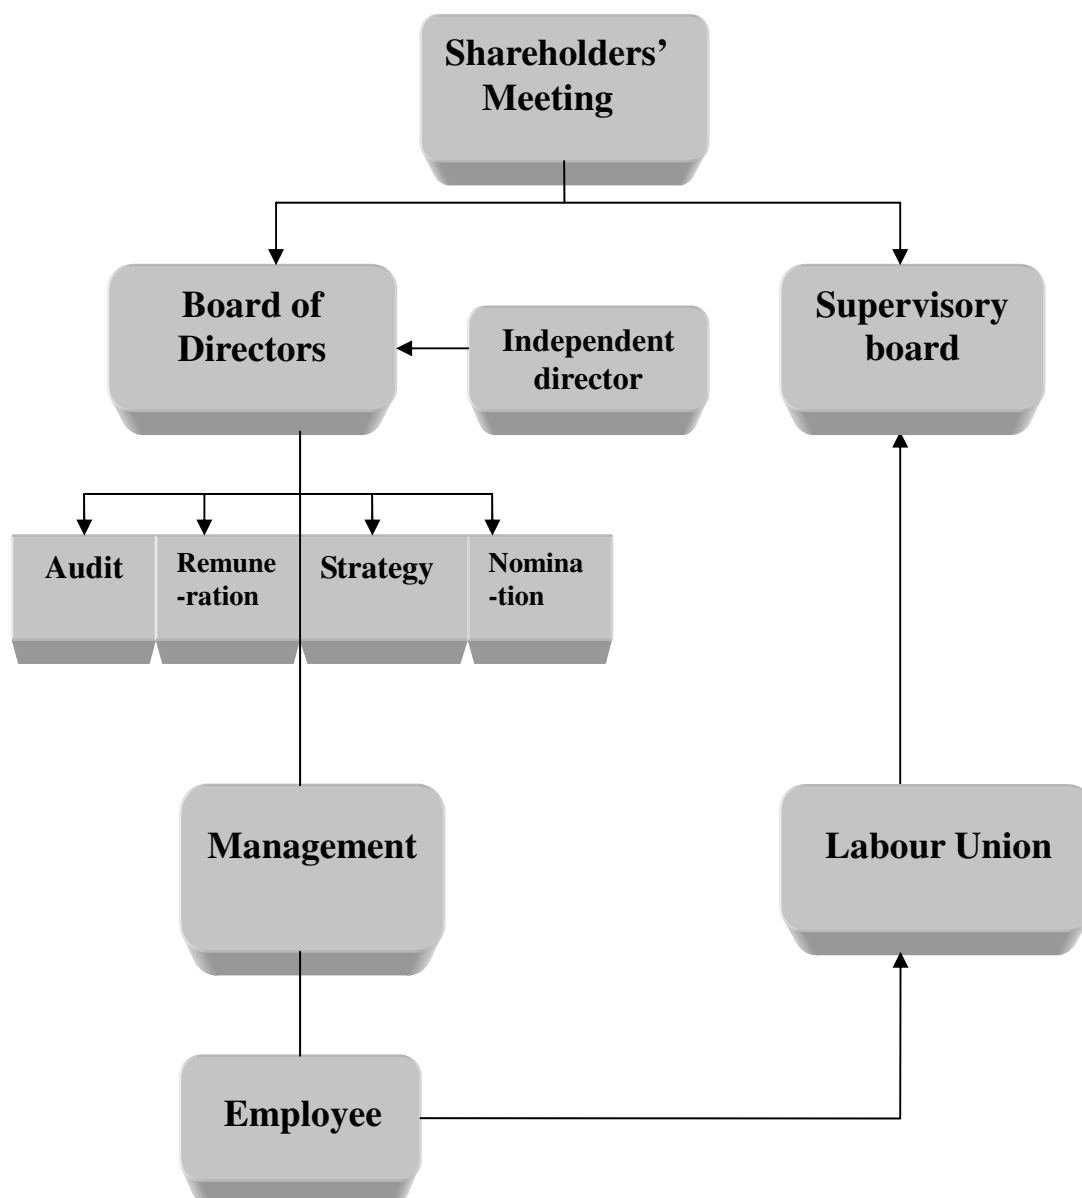 Shareholders’
Meeting
Board of
Directors
Independent
director
Supervisory
board
Audit
Remune
-ration
Strategy
Nomina
-tion
Management
Labour Union
Employee